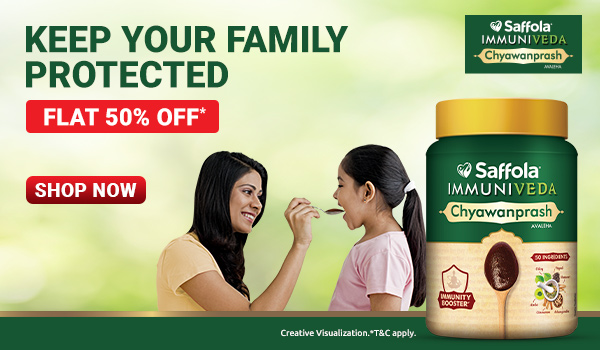 KEEP YOUR FAMILY
PROTECTED
FLAT 50% OFF*
SHOP NOW
Saffola®
IMMUNIVEDA
Chyawanprash
AVALEHA
Saffola®
IMMUNIVEDA
Chyawanprash
AVALEHA
50 INGREDIENTS
IMMUNITY
BOOSTER*
Creative Visualization.*T&C apply.